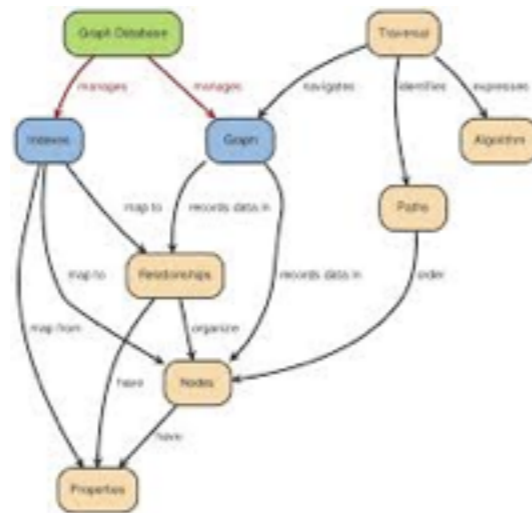 Graph Database
Traversal
manages
manages
navigates
identifies
expresses
Indexes
Graph
Algorithm
map to
records data in
Paths
Relationships
map to
records data in
order
map from
organize
have
Nodes
have
Properties